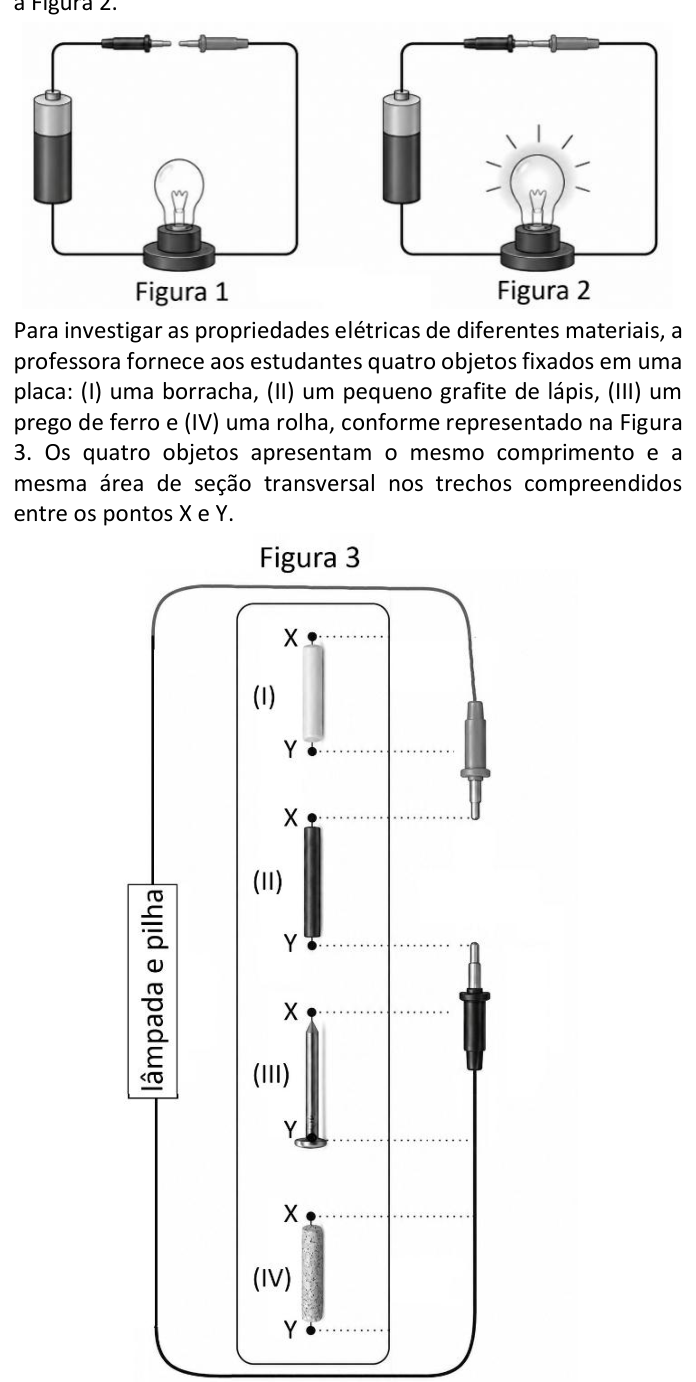 a Figura 2.
Figura 1
Figura 2
Para investigar as propriedades elétricas de diferentes materiais, a
professora fornece aos estudantes quatro objetos fixados em uma
placa: (I) uma borracha, (II) um pequeno grafite de lápis, (III) um
prego de ferro e (IV) uma rolha, conforme representado na Figura
3. Os quatro objetos apresentam o mesmo comprimento e a
mesma área de seção transversal nos trechos compreendidos
entre os pontos X e Y.
Figura 3
X
(I)
Y
X
(II)
Y
lâmpada e pilha
X
(III)
Y
X
(IV)
Y